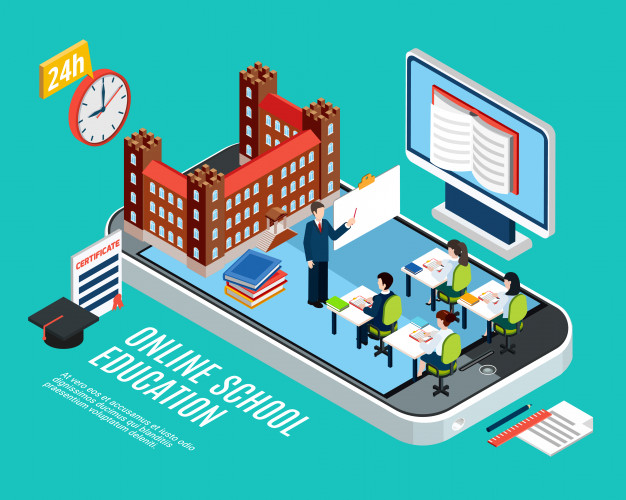 24h
CERTIFICATE
ONLINE SCHOOL
EDUCATION
At vero eos et accusamus et iusto odio
dignissimos ducimus qui blanditiis
praesentium voluptatum deleniti.